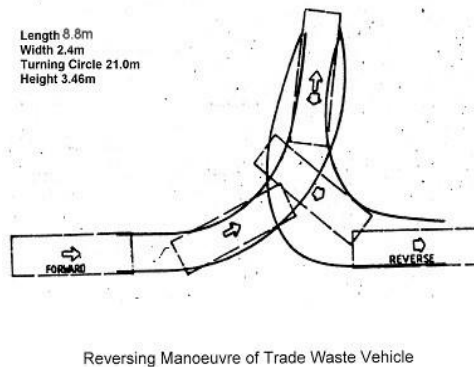 Length 8.8m
Width 2.4m
Turning Circle 21.0m
Height 3.46m
FORWARD
REVERSE
Reversing Manoeuvre of Trade Waste Vehicle